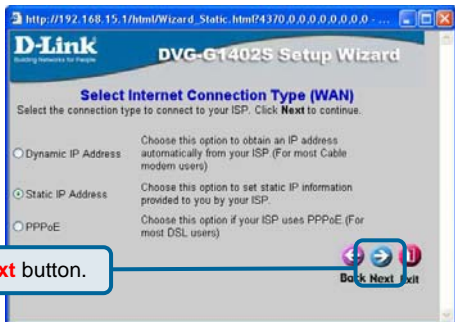 http://192.168.15.1/html/Wizard_Static.html?4370,0,0,0,0,0,0,0,0 - ...
D-Link
Building Networks for People
DVG-G1402S Setup Wizard
Select Internet Connection Type (WAN)
Select the connection type to connect to your ISP. Click Next to continue.
Dynamic IP Address
Choose this option to obtain an IP address
automatically from your ISP (For most Cable
modem users)
Static IP Address
Choose this option to set static IP information
provided to you by your ISP.
PPPoE
Choose this option if your ISP uses PPPoE (For
most DSL users)
xt button.
Back Next Exit